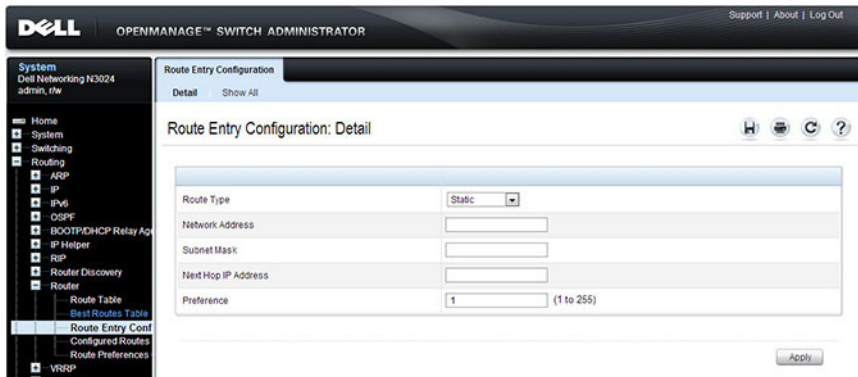 DELL OPENMANAGE™ SWITCH ADMINISTRATOR
Support | About | Log Out
System
Dell Networking N3024
admin, r/w
Home
System
Switching
Routing
ARP
IP
IPv6
OSPF
BOOTP/DHCP Relay Age
IP Helper
RIP
Router Discovery
Router
Route Table
Best Routes Table
Route Entry Conf
Configured Routes
Route Preferences
VRRP
Route Entry Configuration
Detail Show All
Route Entry Configuration: Detail
?
Route Type Static
Network Address
Subnet Mask
Next Hop IP Address
Preference 1 (1 to 255)
Apply